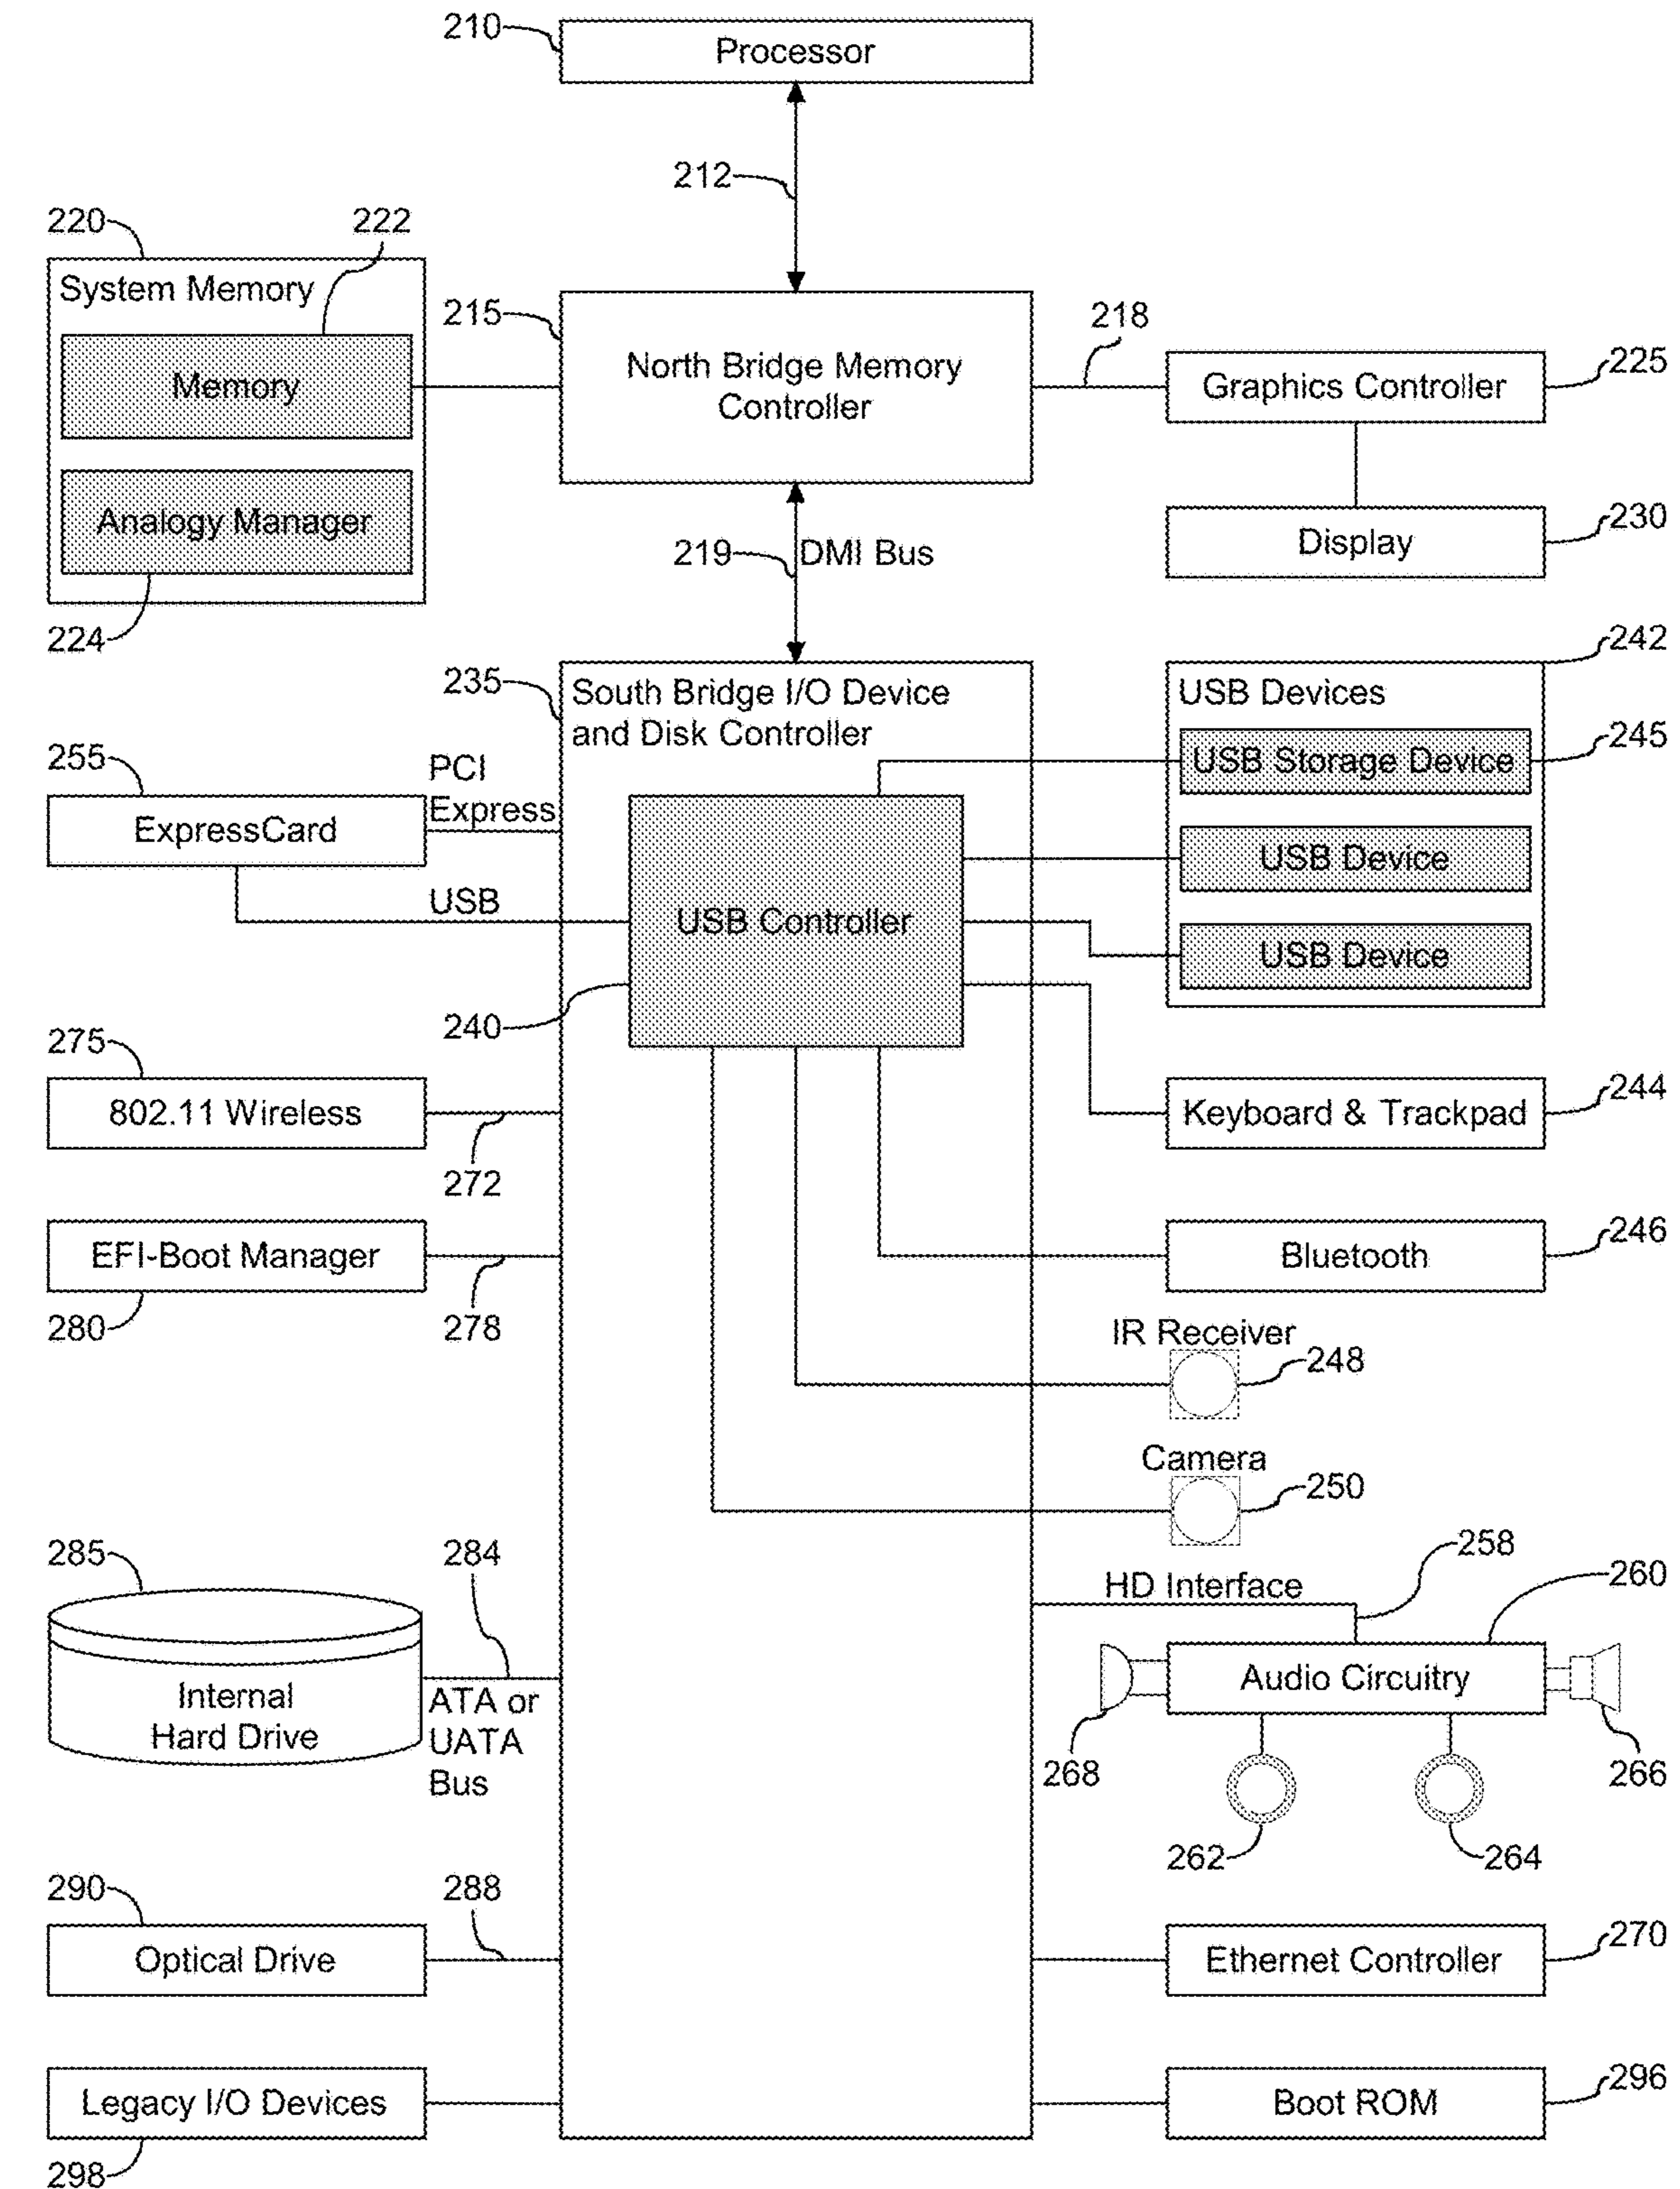 210
Processor
212
220
222
System Memory
Memory
Analogy Manager
224
215
North Bridge Memory
Controller
218
Graphics Controller
225
Display
230
219
DMI Bus
235
South Bridge I/O Device
and Disk Controller
242
USB Devices
USB Storage Device
245
USB Device
USB Device
255
ExpressCard
PCI
Express
USB
USB Controller
240
275
802.11 Wireless
272
Keyboard & Trackpad
244
EFI-Boot Manager
280
278
Bluetooth
246
IR Receiver
248
Camera
250
285
Internal
Hard Drive
284
ATA or
UATA
Bus
258
HD Interface
260
Audio Circuitry
268
266
262
264
290
Optical Drive
288
Ethernet Controller
270
Legacy I/O Devices
298
Boot ROM
296